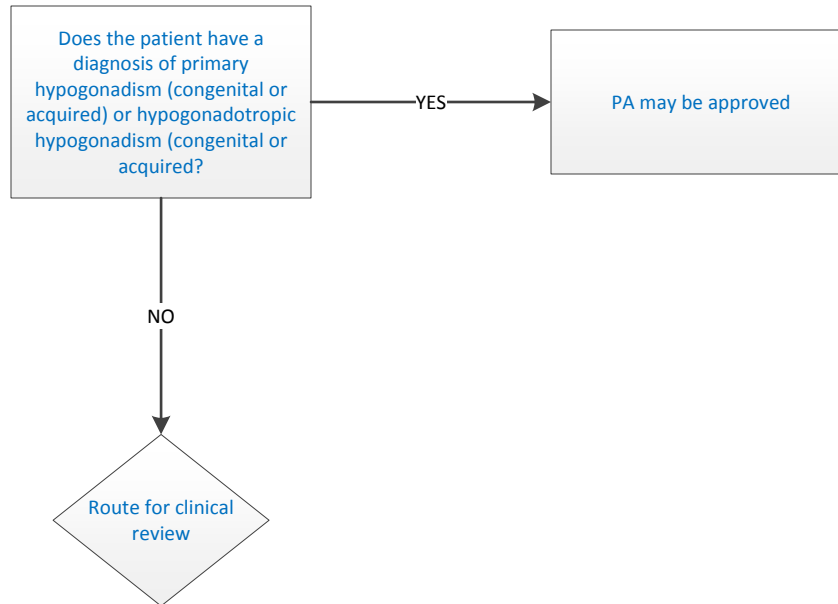 Does the patient have a
diagnosis of primary
hypogonadism (congenital or
acquired) or hypogonadotropic
hypogonadism (congenital or
acquired?
YES
PA may be approved
NO
Route for clinical
review